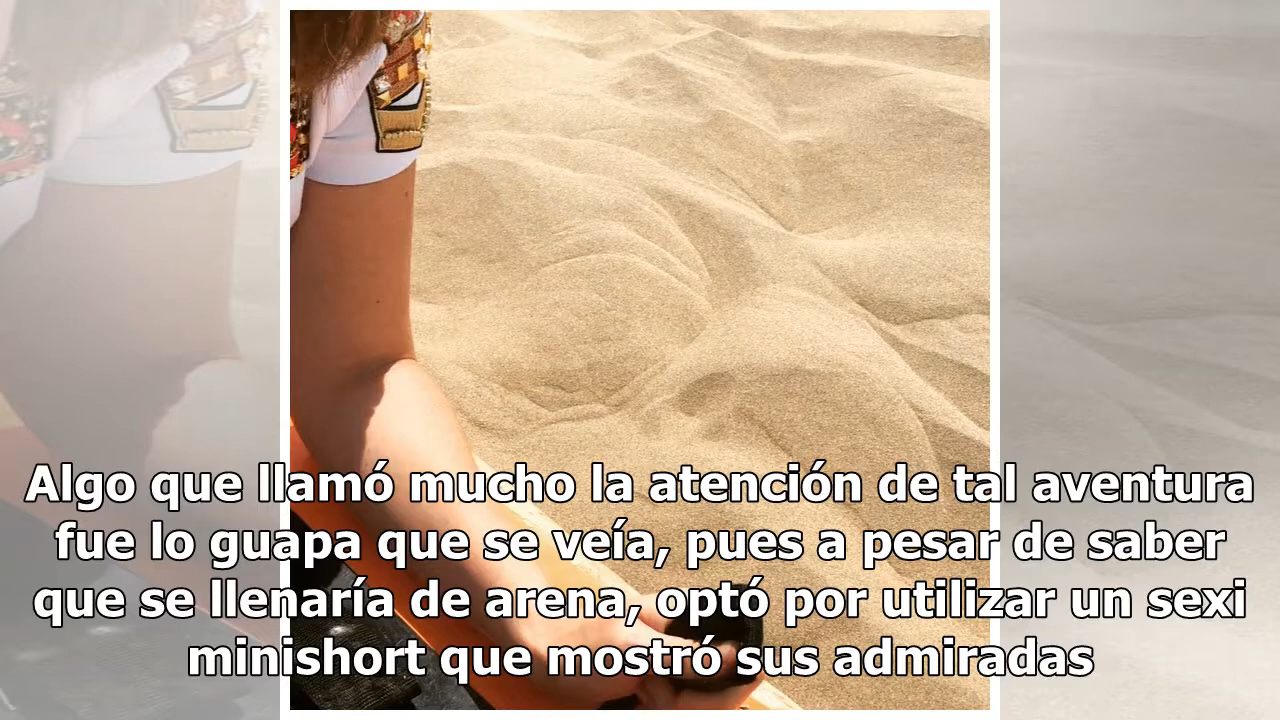 Algo que llamó mucho la atención de tal aventura
fue lo guapa que se veía, pues a pesar de saber
que se llenaría de arena, optó por utilizar un sexi
minishort que mostró sus admiradas